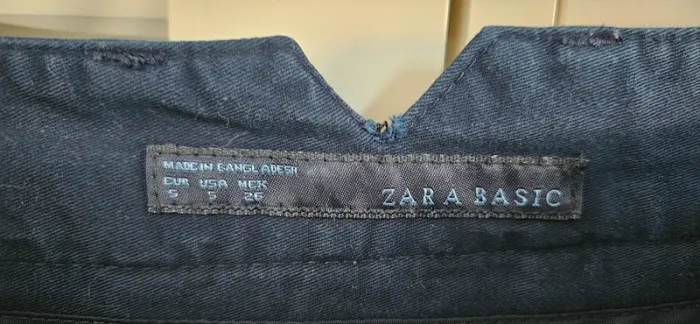 MADE IN BANGLADESH
EUR USA MEX
S S 26
ZARA BASIC